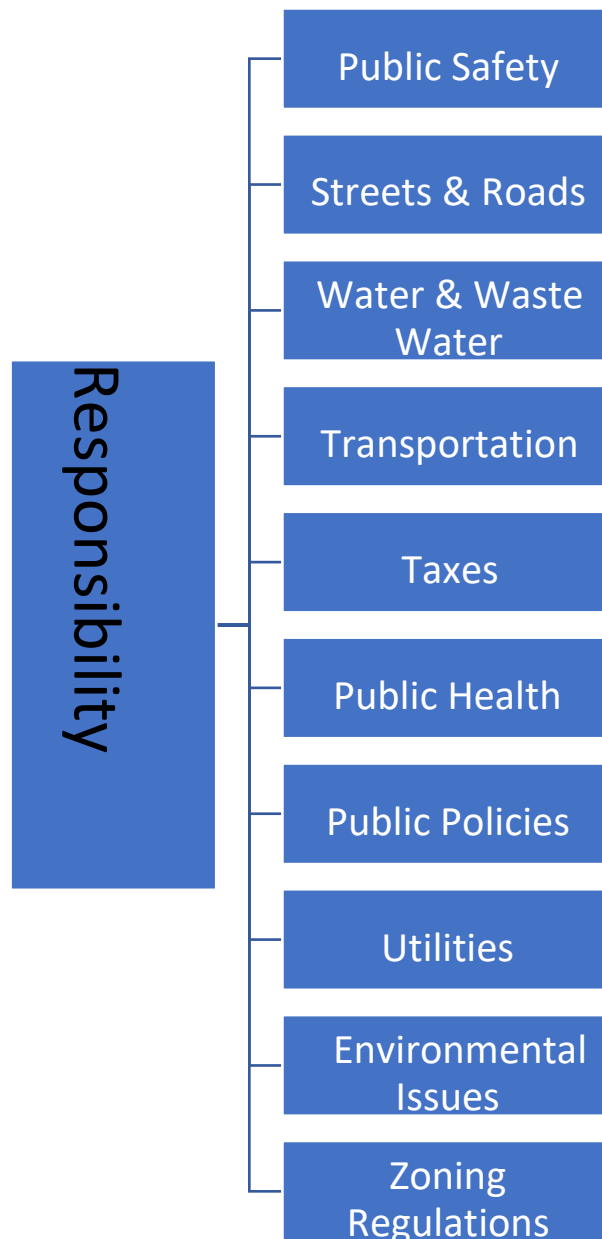 Responsibility
Public Safety
Streets & Roads
Water & Waste
Water
Transportation
Taxes
Public Health
Public Policies
Utilities
Environmental
Issues
Zoning
Regulations